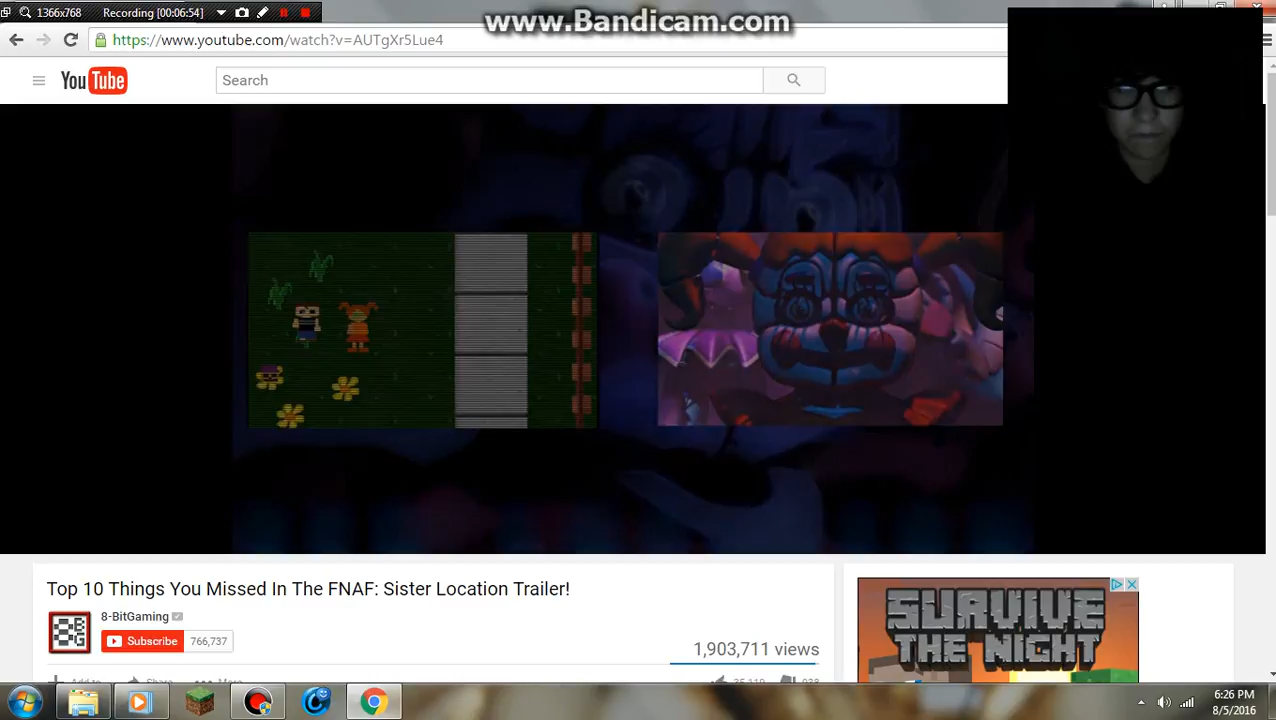 1366x768
Recording [00:06:54]
www.Bandicam.com
https://www.youtube.com/watch?v=AUTgXr5Lue4
YouTube
Search
Top 10 Things You Missed In The FNAF: Sister Location Trailer!
8-BitGaming
Subscribe 766,737
1,903,711 views
SURVIVE
THE NIGHT
6:26 PM
8/5/2016